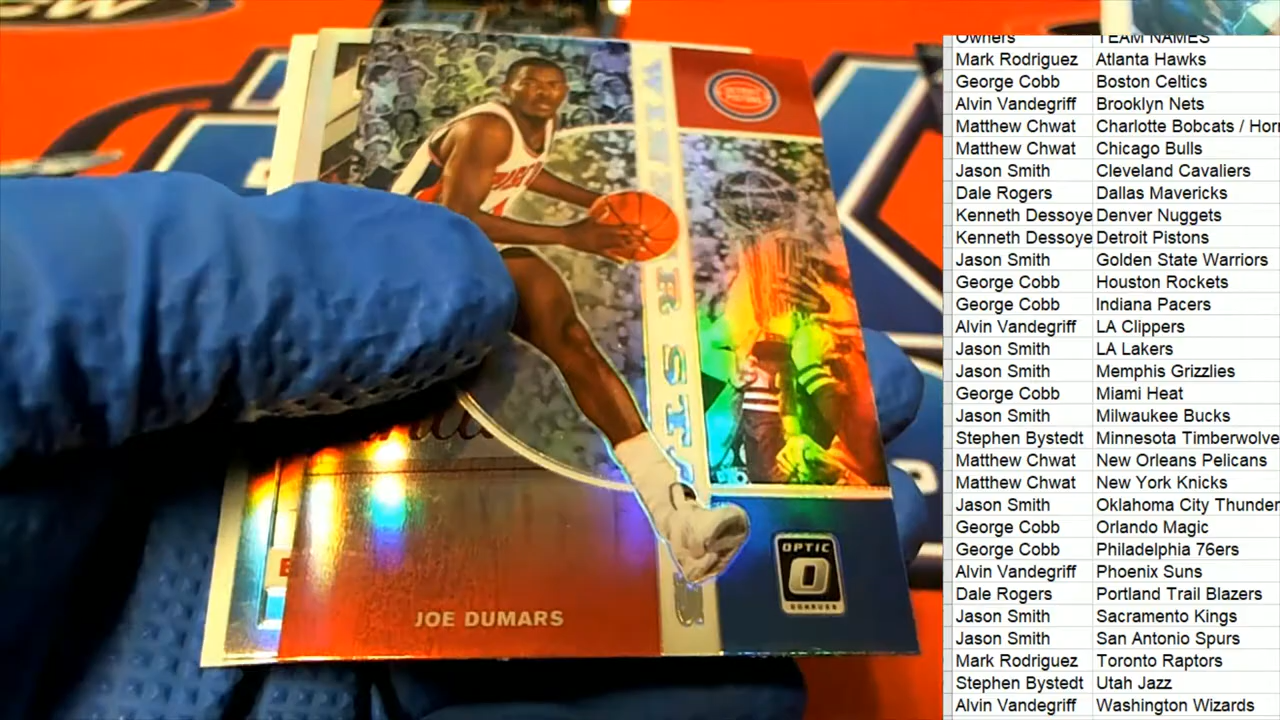 DETROIT
PISTONS
JOE DUMARS
OPTIC
DONRUSS
Owners TEAM NAMES
Mark Rodriguez Atlanta Hawks
George Cobb Boston Celtics
Alvin Vandegriff Brooklyn Nets
Matthew Chwat Charlotte Bobcats / Hor
Matthew Chwat Chicago Bulls
Jason Smith Cleveland Cavaliers
Dale Rogers Dallas Mavericks
Kenneth Dessoye Denver Nuggets
Kenneth Dessoye Detroit Pistons
Jason Smith Golden State Warriors
George Cobb Houston Rockets
George Cobb Indiana Pacers
Alvin Vandegriff LA Clippers
Jason Smith LA Lakers
Jason Smith Memphis Grizzlies
George Cobb Miami Heat
Jason Smith Milwaukee Bucks
Stephen Bystedt Minnesota Timberwolve
Matthew Chwat New Orleans Pelicans
Matthew Chwat New York Knicks
Jason Smith Oklahoma City Thunder
George Cobb Orlando Magic
George Cobb Philadelphia 76ers
Alvin Vandegriff Phoenix Suns
Dale Rogers Portland Trail Blazers
Jason Smith Sacramento Kings
Jason Smith San Antonio Spurs
Mark Rodriguez Toronto Raptors
Stephen Bystedt Utah Jazz
Alvin Vandegriff Washington Wizards